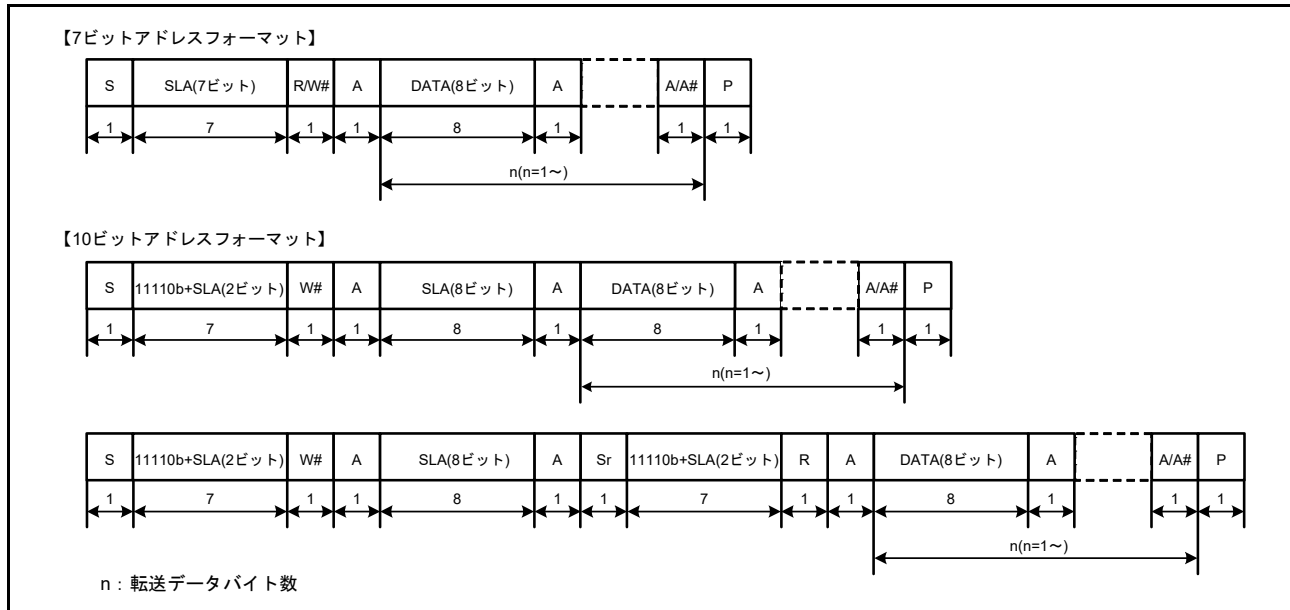 【7ビットアドレスフォーマット】
S SLA(7ビット) R/W# A DATA(8ビット) A A/A# P
1 7 1 1 8 1 1 1
n(n=1～)
【10ビットアドレスフォーマット】
S 11110b+SLA(2ビット) W# A SLA(8ビット) A DATA(8ビット) A A/A# P
1 7 1 1 8 1 8 1 1 1
n(n=1～)
S 11110b+SLA(2ビット) W# A SLA(8ビット) A Sr 11110b+SLA(2ビット) R A DATA(8ビット) A A/A# P
1 7 1 1 8 1 1 7 1 1 8 1 1 1
n(n=1～)
n：転送データバイト数